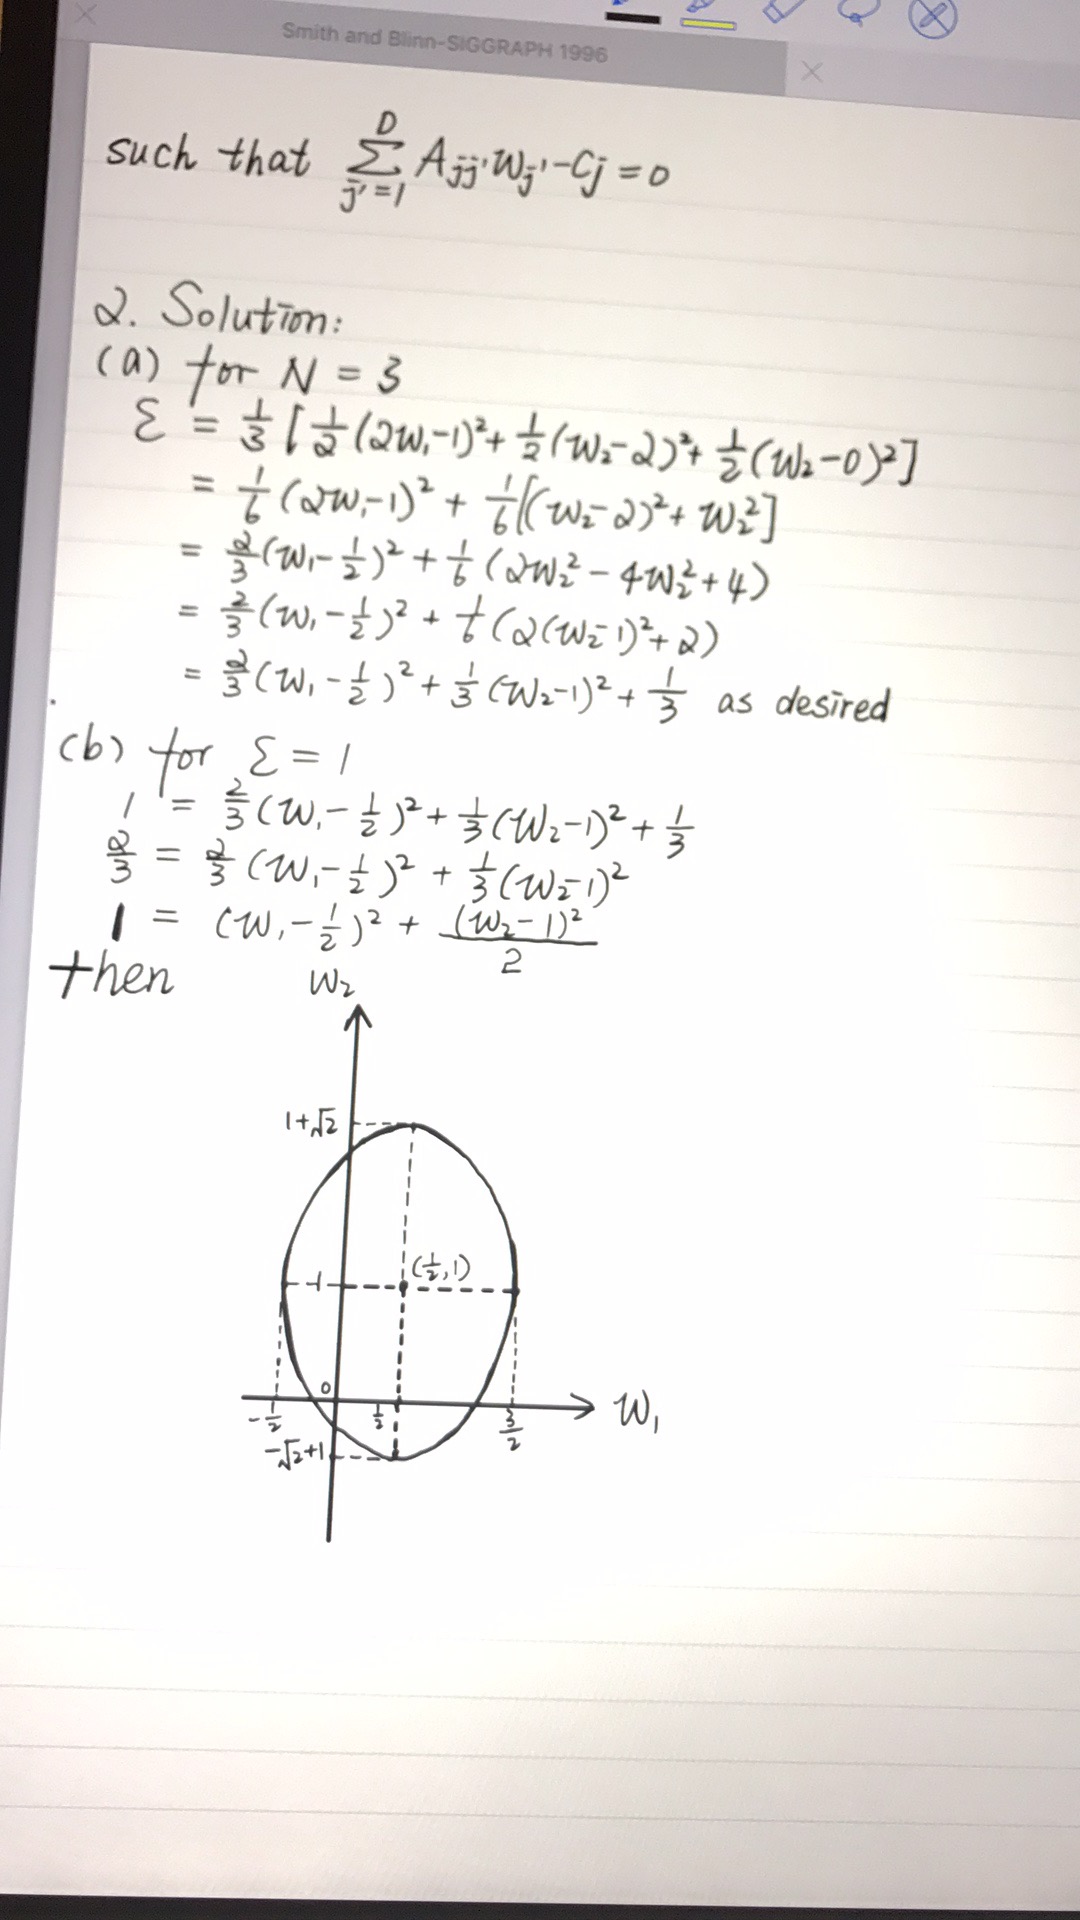 Smith and Blinn-SIGGRAPH 1996
such that \sum_{j'=1}^{D} A_{jj'} w_{j'} - C_j = 0
2. Solution:
(a) for N = 3
ε = \frac{1}{3} [\frac{1}{2}(2w_1-1)^2 + \frac{1}{2}(w_2-2)^2 + \frac{1}{2}(w_2-0)^2]
= \frac{1}{6}(2w_1-1)^2 + \frac{1}{6}[(w_2-2)^2 + w_2^2]
= \frac{2}{3}(w_1-\frac{1}{2})^2 + \frac{1}{6}(2w_2^2 - 4w_2^2 + 4)
= \frac{2}{3}(w_1-\frac{1}{2})^2 + \frac{1}{6}(2(w_2-1)^2 + 2)
= \frac{2}{3}(w_1-\frac{1}{2})^2 + \frac{1}{3}(w_2-1)^2 + \frac{1}{3} as desired
(b) for ε = 1
1 = \frac{2}{3}(w_1-\frac{1}{2})^2 + \frac{1}{3}(w_2-1)^2 + \frac{1}{3}
\frac{2}{3} = \frac{2}{3}(w_1-\frac{1}{2})^2 + \frac{1}{3}(w_2-1)^2
1 = (w_1-\frac{1}{2})^2 + \frac{(w_2-1)^2}{2}
then
w_2
1+√2
(\frac{1}{2}, 1)
1
0
-\frac{1}{2}
\frac{1}{2}
\frac{3}{2}
w_1
-√2+1